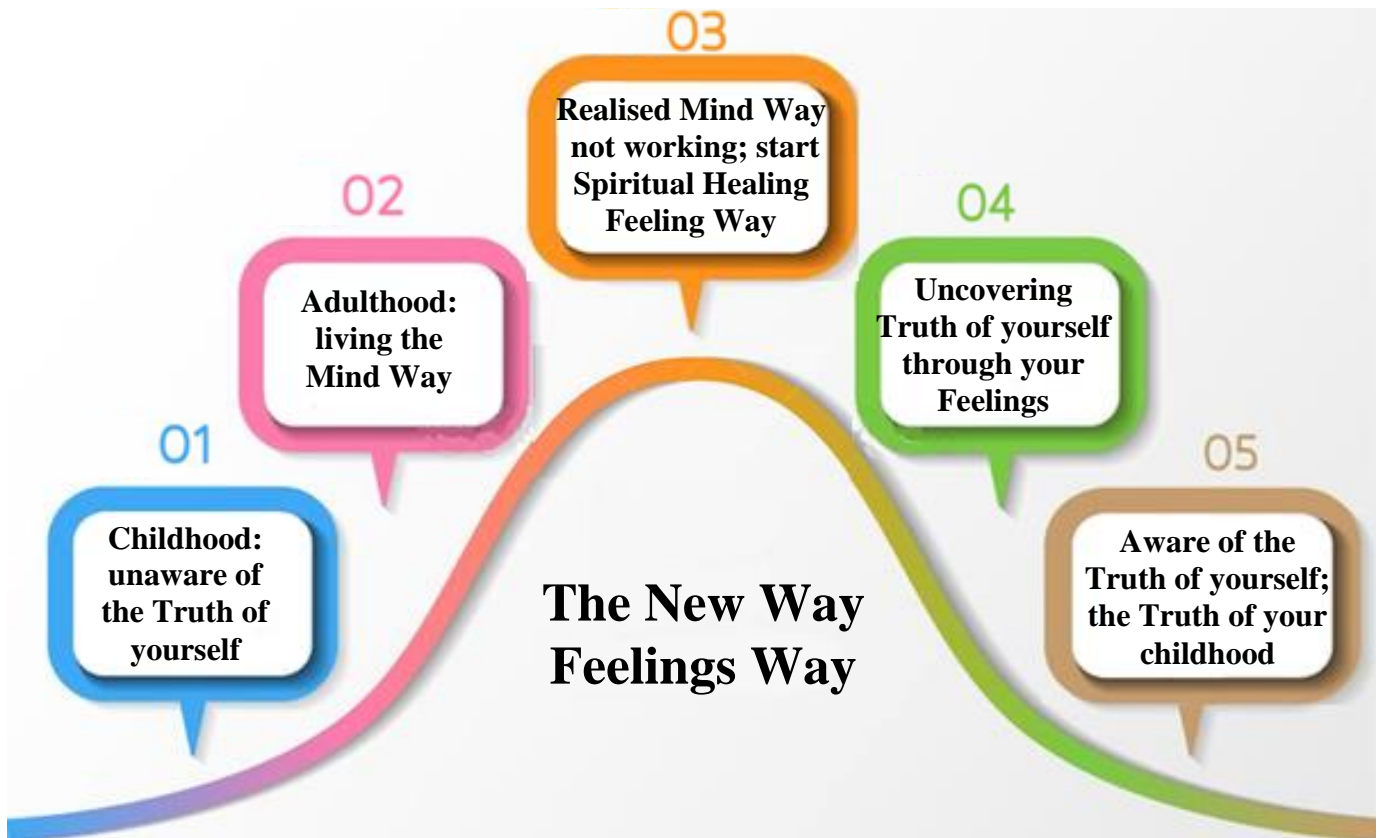 01
Childhood:
unaware of
the Truth of
yourself
02
Adulthood:
living the
Mind Way
03
Realised Mind Way
not working; start
Spiritual Healing
Feeling Way
04
Uncovering
Truth of yourself
through your
Feelings
05
Aware of the
Truth of yourself;
the Truth of your
childhood
The New Way
Feelings Way